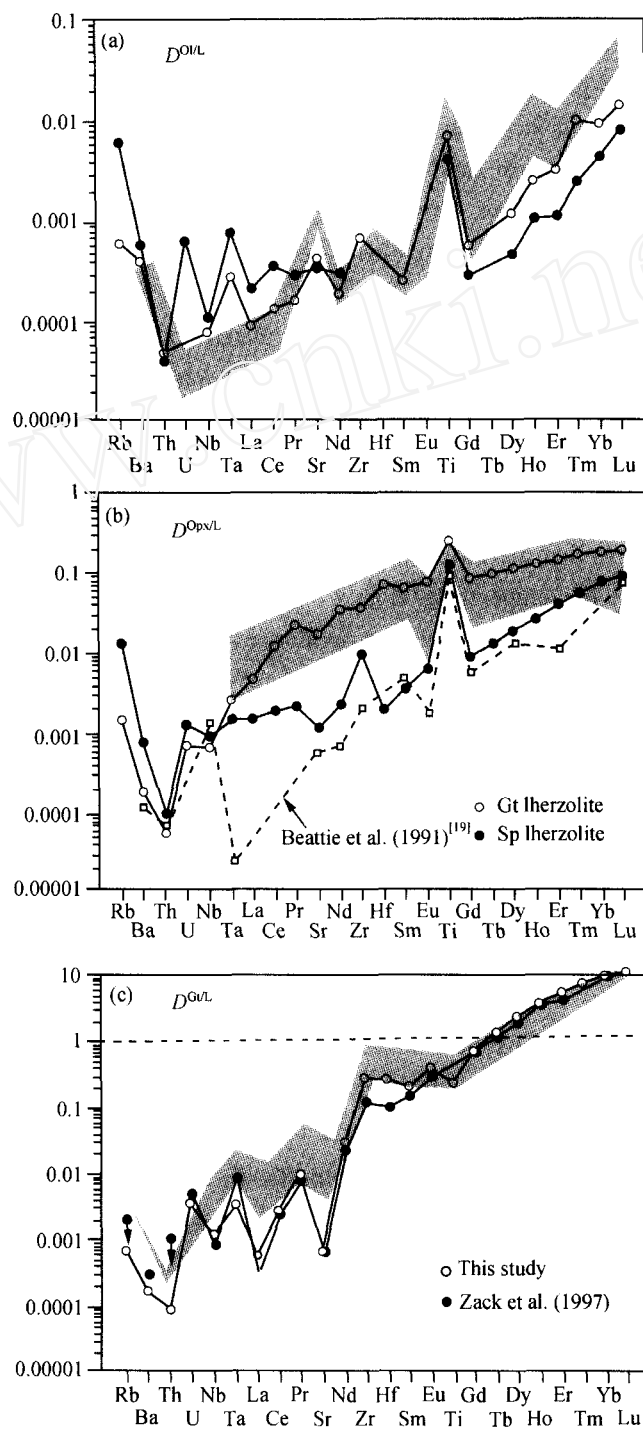 0.1
(a)
D^Ol/L
0.01
0.001
0.0001
0.00001
Rb Th Nb La Pr Nd Hf Eu Gd Dy Er Yb
Ba U Ta Ce Sr Zr Sm Ti Tb Ho Tm Lu
1
(b)
D^Opx/L
0.1
0.01
0.001
0.0001
0.00001
Gt lherzolite
Beattie et al. (1991)^[19]
Sp lherzolite
Rb Th Nb La Pr Nd Hf Eu Gd Dy Er Yb
Ba U Ta Ce Sr Zr Sm Ti Tb Ho Tm Lu
10
(c)
D^Gt/L
1
0.1
0.01
0.001
0.0001
0.00001
This study
Zack et al. (1997)
Rb Th Nb La Pr Nd Hf Eu Gd Dy Er Yb
Ba U Ta Ce Sr Zr Sm Ti Tb Ho Tm Lu
www.cnki.ne